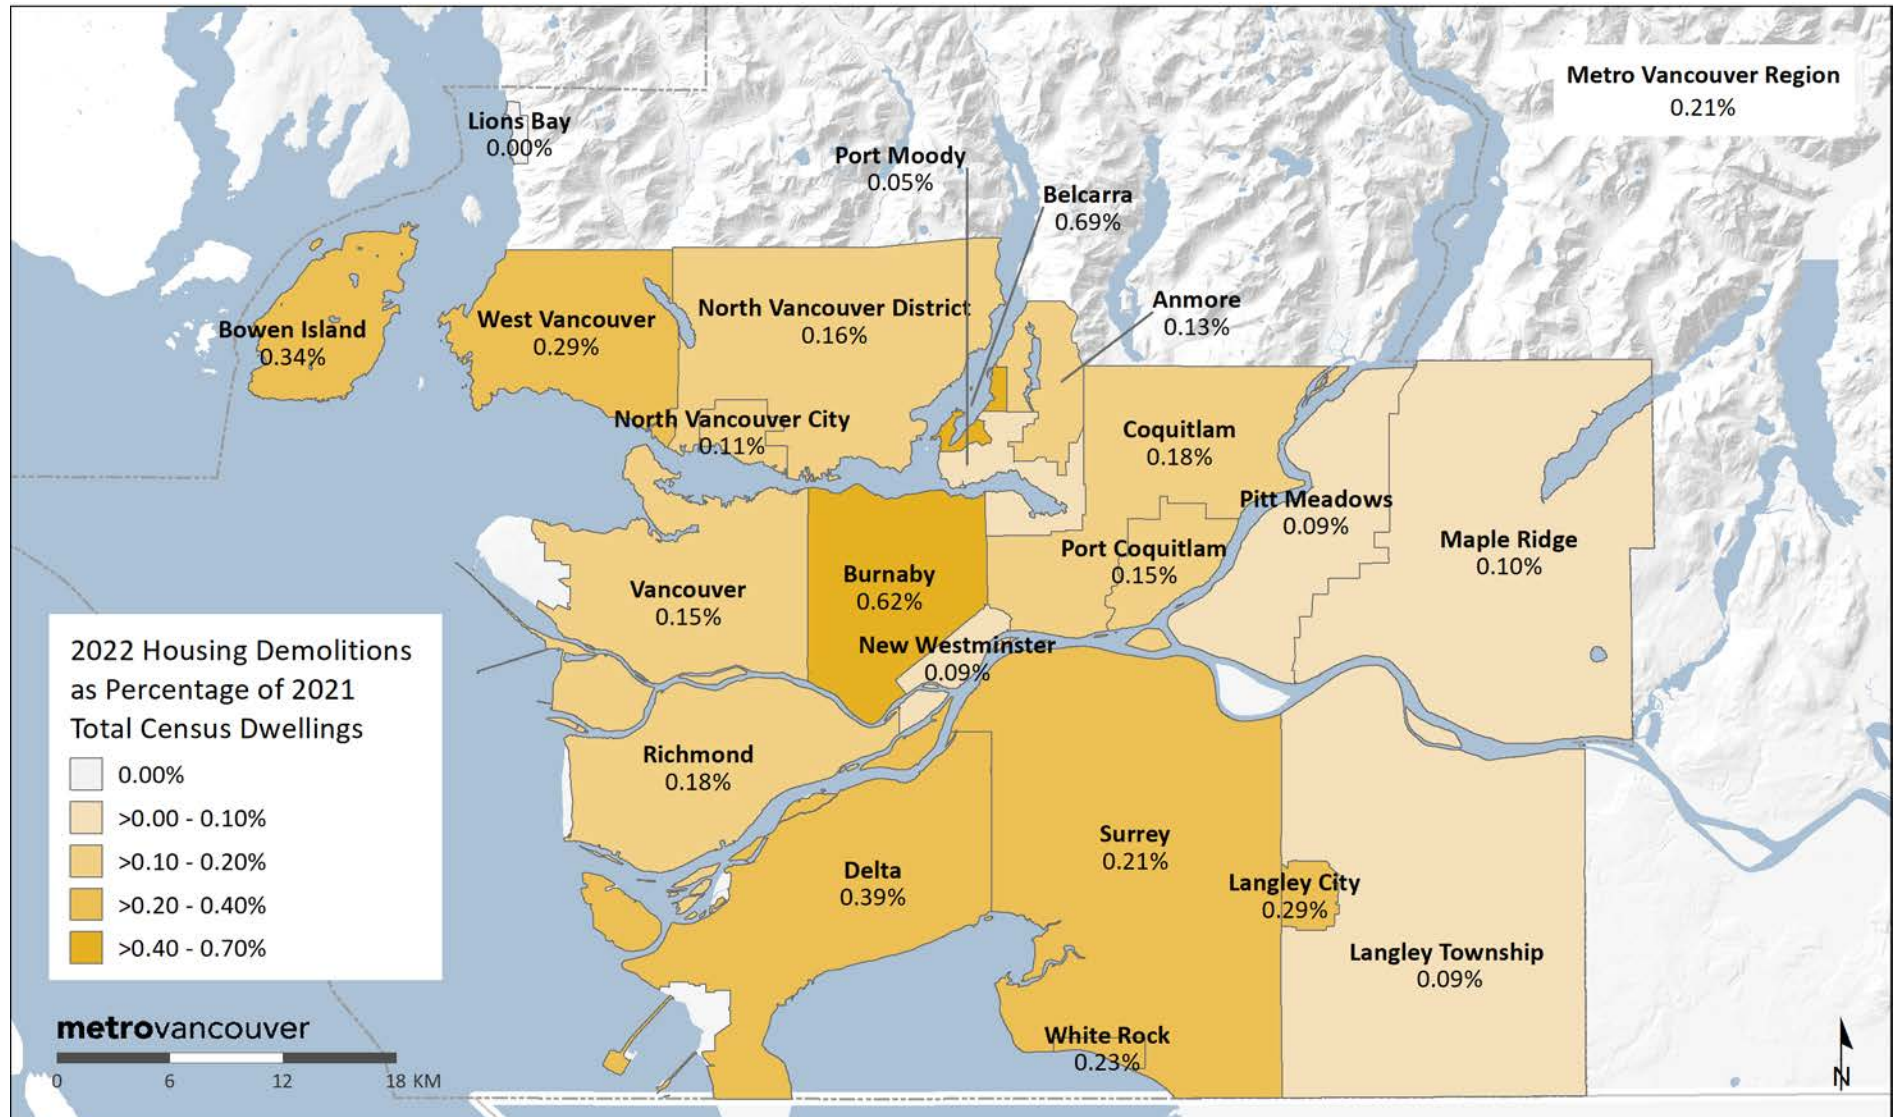 Metro Vancouver Region
0.21%
Lions Bay
0.00%
Port Moody
0.05%
Belcarra
0.69%
Anmore
0.13%
Bowen Island
0.34%
West Vancouver
0.29%
North Vancouver District
0.16%
North Vancouver City
0.11%
Coquitlam
0.18%
Pitt Meadows
0.09%
Maple Ridge
0.10%
Port Coquitlam
0.15%
Vancouver
0.15%
Burnaby
0.62%
New Westminster
0.09%
Richmond
0.18%
Delta
0.39%
Surrey
0.21%
Langley City
0.29%
Langley Township
0.09%
White Rock
0.23%
2022 Housing Demolitions
as Percentage of 2021
Total Census Dwellings
0.00%
>0.00 - 0.10%
>0.10 - 0.20%
>0.20 - 0.40%
>0.40 - 0.70%
metrovancouver
0 6 12 18 KM
N